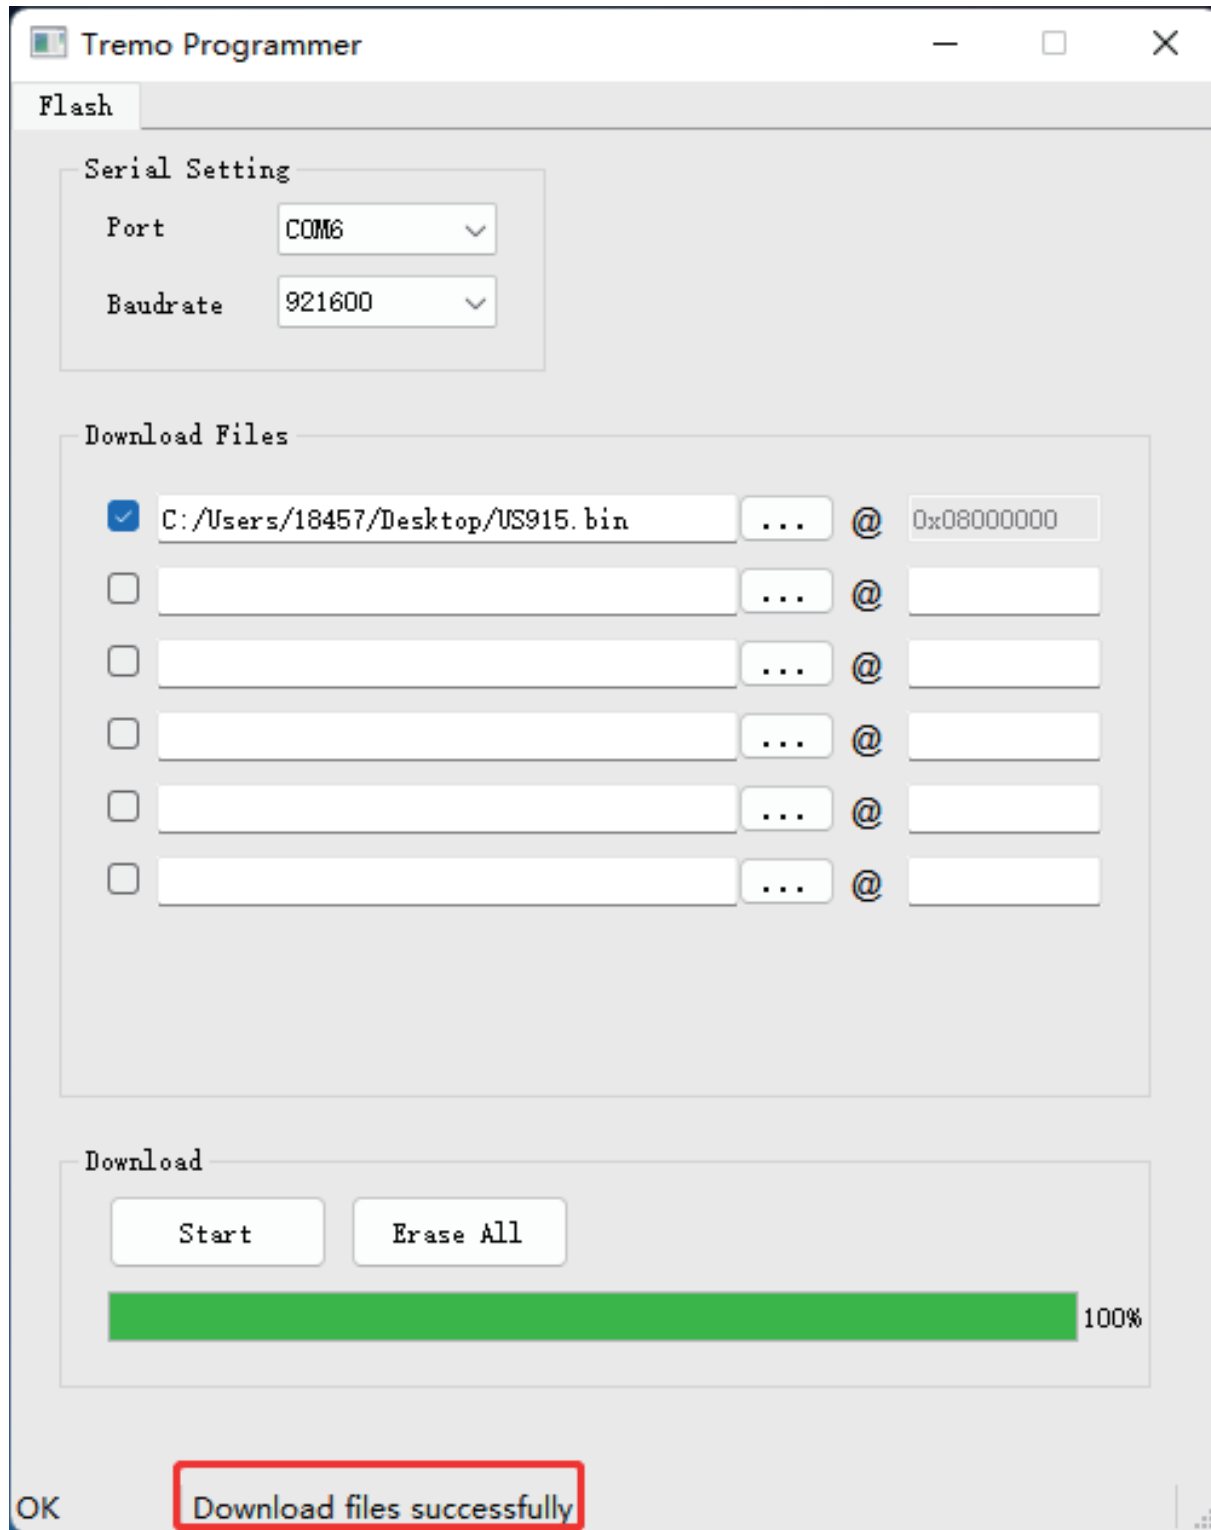 Tremo Programmer
Flash
Serial Setting
Port COM6
Baudrate 921600
Download Files
C:/Users/18457/Desktop/US915.bin ... @ 0x08000000
... @
... @
... @
... @
... @
Download
Start Erase All
100%
OK Download files successfully